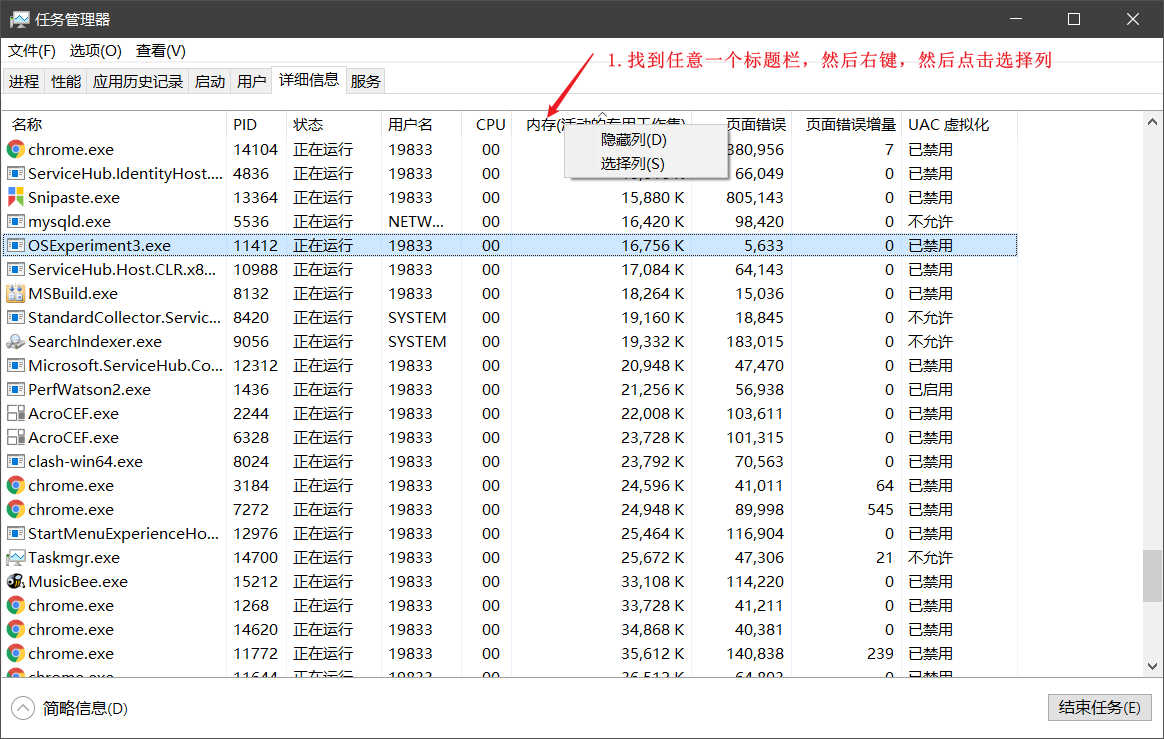 任务管理器
文件(F) 选项(O) 查看(V)
1. 找到任意一个标题栏，然后右键，然后点击选择列
进程 性能 应用历史记录 启动 用户 详细信息 服务
名称 PID 状态 用户名 CPU 内存(活动的专用工作集) 页面错误 页面错误增量 UAC 虚拟化
隐藏列(D)
选择列(S)
chrome.exe 14104 正在运行 19833 00 380,956 7 已禁用
ServiceHub.IdentityHost.... 4836 正在运行 19833 00 66,049 0 已禁用
Snipaste.exe 13364 正在运行 19833 00 15,880 K 805,143 0 已禁用
mysqld.exe 5536 正在运行 NETW... 00 16,420 K 98,420 0 不允许
OSExperiment3.exe 11412 正在运行 19833 00 16,756 K 5,633 0 已禁用
ServiceHub.Host.CLR.x8... 10988 正在运行 19833 00 17,084 K 64,143 0 已禁用
MSBuild.exe 8132 正在运行 19833 00 18,264 K 15,036 0 已禁用
StandardCollector.Servic... 8420 正在运行 SYSTEM 00 19,160 K 18,845 0 不允许
SearchIndexer.exe 9056 正在运行 SYSTEM 00 19,332 K 183,015 0 不允许
Microsoft.ServiceHub.Co... 12312 正在运行 19833 00 20,948 K 47,470 0 已禁用
PerfWatson2.exe 1436 正在运行 19833 00 21,256 K 56,938 0 已启用
AcroCEF.exe 2244 正在运行 19833 00 22,008 K 103,611 0 已禁用
AcroCEF.exe 6328 正在运行 19833 00 23,728 K 101,315 0 已禁用
clash-win64.exe 8024 正在运行 19833 00 23,792 K 70,563 0 已禁用
chrome.exe 3184 正在运行 19833 00 24,596 K 41,011 64 已禁用
chrome.exe 7272 正在运行 19833 00 24,948 K 89,998 545 已禁用
StartMenuExperienceHo... 12976 正在运行 19833 00 25,464 K 116,904 0 已禁用
Taskmgr.exe 14700 正在运行 19833 00 25,672 K 47,306 21 不允许
MusicBee.exe 15212 正在运行 19833 00 33,108 K 114,220 0 已禁用
chrome.exe 1268 正在运行 19833 00 33,728 K 41,211 0 已禁用
chrome.exe 14620 正在运行 19833 00 34,868 K 40,381 0 已禁用
chrome.exe 11772 正在运行 19833 00 35,612 K 140,838 239 已禁用
简略信息(D) 结束任务(E)